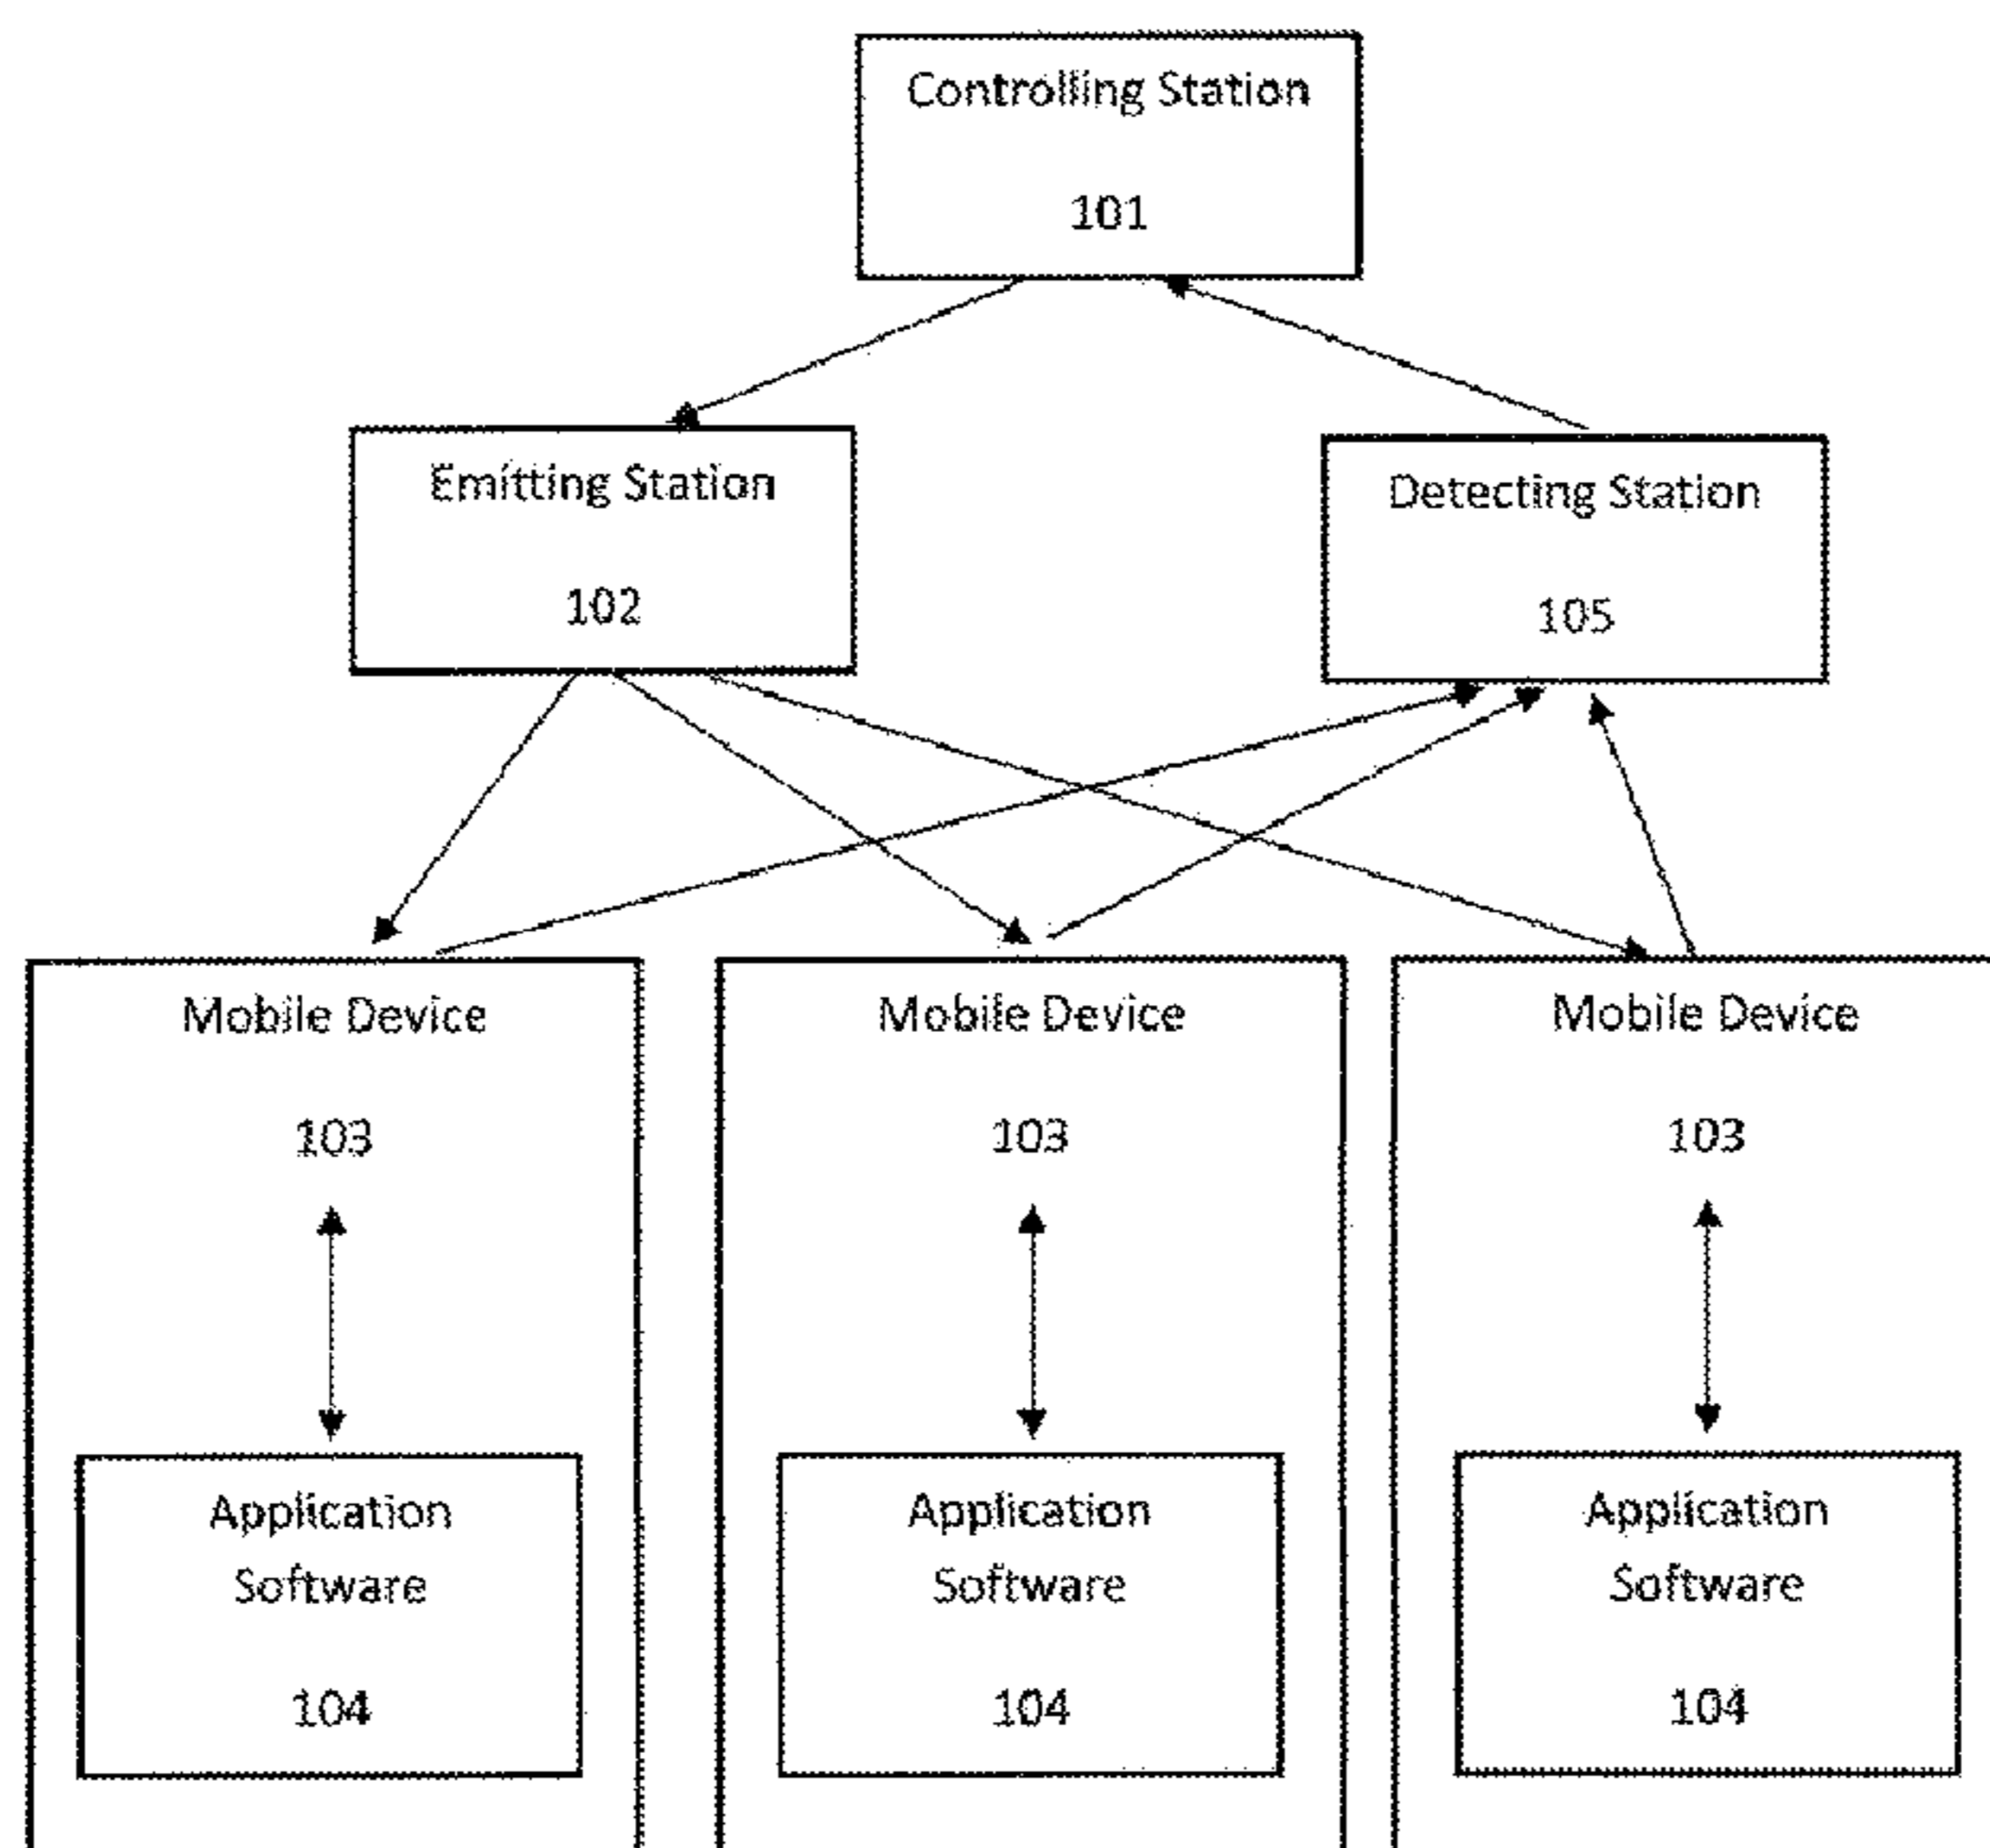 Controlling Station
101
Emitting Station
102
Detecting Station
105
Mobile Device
103
Mobile Device
103
Mobile Device
103
Application
Software
104
Application
Software
104
Application
Software
104